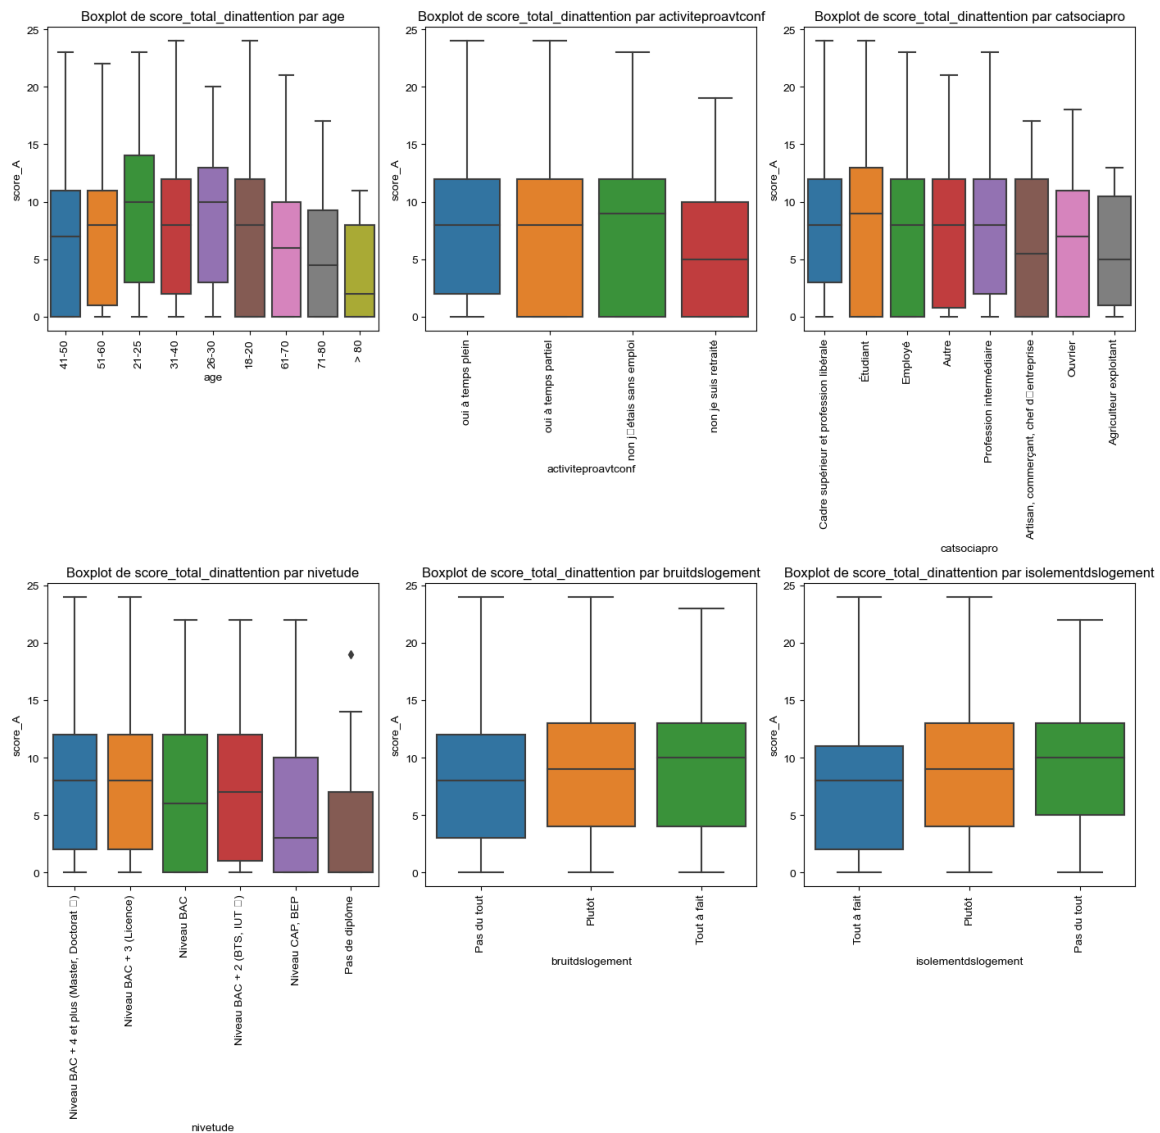 Boxplot de score_total_dinattention par age
25
20
15
10
5
0
score_A
41-50
51-60
21-25
31-40
26-30
18-20
61-70
71-80
> 80
age
Boxplot de score_total_dinattention par activiteproavtconf
25
20
15
10
5
0
score_A
oui à temps plein
oui à temps partiel
non j□étais sans emploi
non je suis retraité
activiteproavtconf
Boxplot de score_total_dinattention par catsociapro
25
20
15
10
5
0
score_A
Cadre supérieur et profession libérale
Étudiant
Employé
Autre
Profession intermédiaire
Artisan, commerçant, chef d□entreprise
Ouvrier
Agriculteur exploitant
catsociapro
Boxplot de score_total_dinattention par nivetude
25
20
15
10
5
0
score_A
Niveau BAC + 4 et plus (Master, Doctorat □)
Niveau BAC + 3 (Licence)
Niveau BAC
Niveau BAC + 2 (BTS, IUT □)
Niveau CAP, BEP
Pas de diplôme
nivetude
Boxplot de score_total_dinattention par bruitdslogement
25
20
15
10
5
0
score_A
Pas du tout
Plutôt
Tout à fait
bruitdslogement
Boxplot de score_total_dinattention par isolementdslogement
25
20
15
10
5
0
score_A
Tout à fait
Plutôt
Pas du tout
isolementdslogement